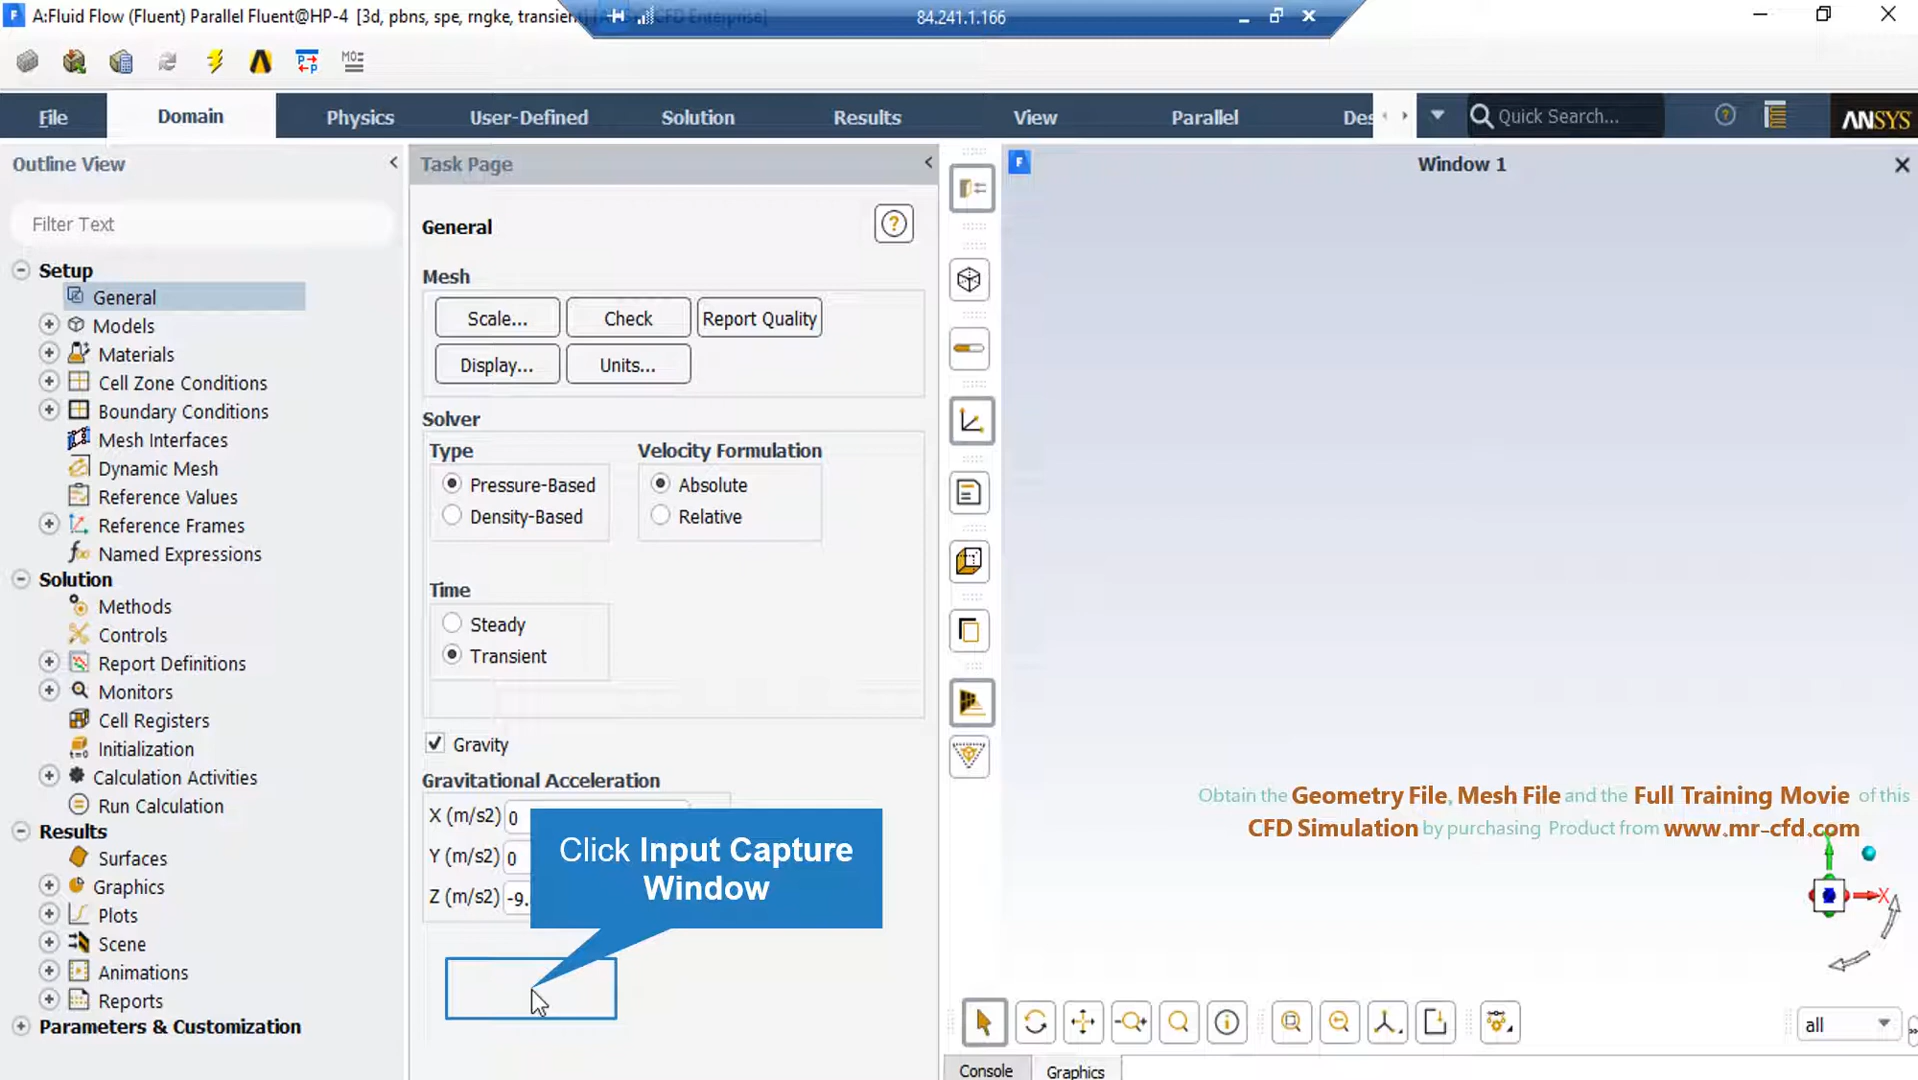 A:Fluid Flow (Fluent) Parallel Fluent@HP-4 [3d, pbns, spe, rngke, transient]
84.241.1.166
File
Domain
Physics
User-Defined
Solution
Results
View
Parallel
Des
Quick Search...
ANSYS
Outline View
Filter Text
Setup
General
Models
Materials
Cell Zone Conditions
Boundary Conditions
Mesh Interfaces
Dynamic Mesh
Reference Values
Reference Frames
Named Expressions
Solution
Methods
Controls
Report Definitions
Monitors
Cell Registers
Initialization
Calculation Activities
Run Calculation
Results
Surfaces
Graphics
Plots
Scene
Animations
Reports
Parameters & Customization
Task Page
General
Mesh
Scale...
Check
Report Quality
Display...
Units...
Solver
Type
Velocity Formulation
Pressure-Based
Absolute
Density-Based
Relative
Time
Steady
Transient
Gravity
Gravitational Acceleration
X (m/s2) 0
Y (m/s2) 0
Z (m/s2) -9.
Click Input Capture
Window
Window 1
Obtain the Geometry File, Mesh File and the Full Training Movie of this
CFD Simulation by purchasing Product from www.mr-cfd.com
X
all
Console
Graphics